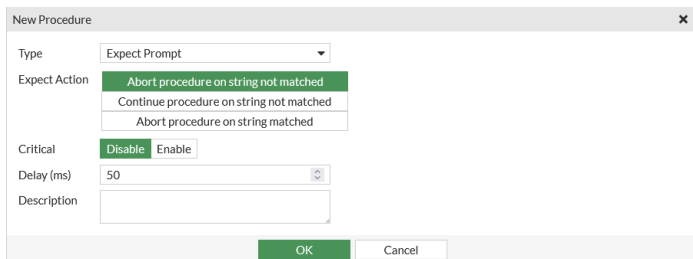 New Procedure
Type Expect Prompt
Expect Action Abort procedure on string not matched
Continue procedure on string not matched
Abort procedure on string matched
Critical Disable Enable
Delay (ms) 50
Description
OK Cancel